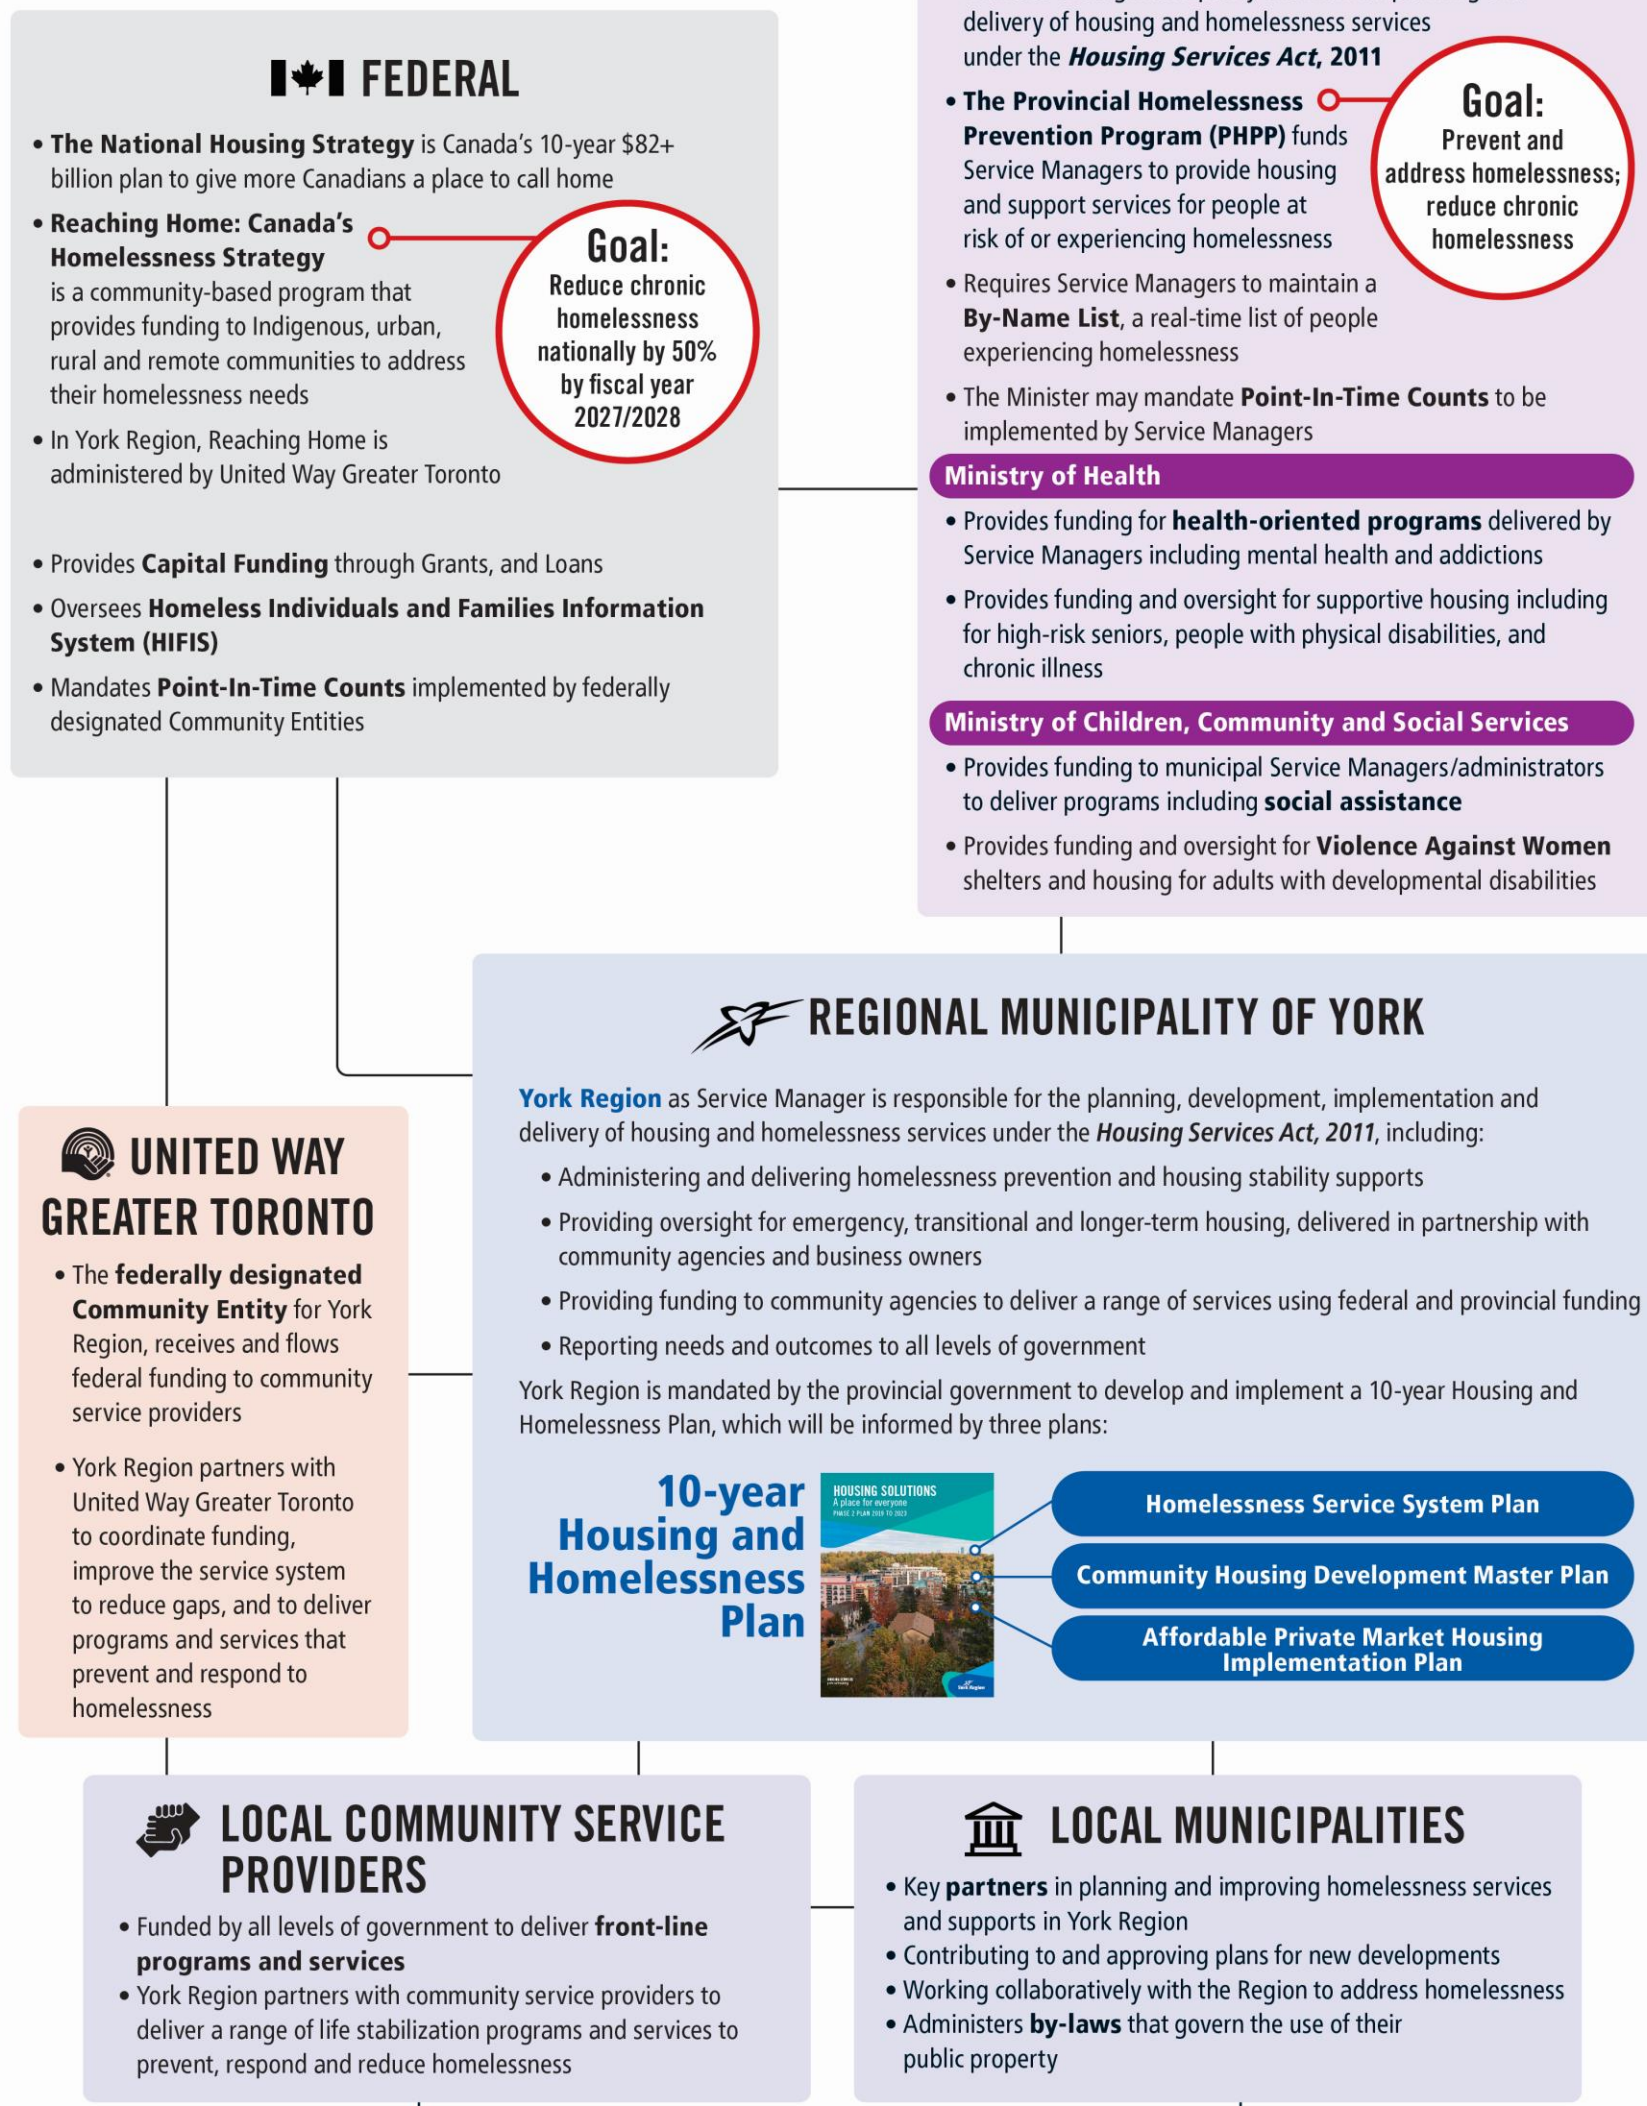 FEDERAL
• The National Housing Strategy is Canada's 10-year $82+
billion plan to give more Canadians a place to call home
• Reaching Home: Canada's
Homelessness Strategy
is a community-based program that
provides funding to Indigenous, urban,
rural and remote communities to address
their homelessness needs
• In York Region, Reaching Home is
administered by United Way Greater Toronto
Goal:
Reduce chronic
homelessness
nationally by 50%
by fiscal year
2027/2028
• Provides Capital Funding through Grants, and Loans
• Oversees Homeless Individuals and Families Information
System (HIFIS)
• Mandates Point-In-Time Counts implemented by federally
designated Community Entities
delivery of housing and homelessness services
under the Housing Services Act, 2011
• The Provincial Homelessness
Prevention Program (PHPP) funds
Service Managers to provide housing
and support services for people at
risk of or experiencing homelessness
Goal:
Prevent and
address homelessness;
reduce chronic
homelessness
• Requires Service Managers to maintain a
By-Name List, a real-time list of people
experiencing homelessness
• The Minister may mandate Point-In-Time Counts to be
implemented by Service Managers
Ministry of Health
• Provides funding for health-oriented programs delivered by
Service Managers including mental health and addictions
• Provides funding and oversight for supportive housing including
for high-risk seniors, people with physical disabilities, and
chronic illness
Ministry of Children, Community and Social Services
• Provides funding to municipal Service Managers/administrators
to deliver programs including social assistance
• Provides funding and oversight for Violence Against Women
shelters and housing for adults with developmental disabilities
REGIONAL MUNICIPALITY OF YORK
York Region as Service Manager is responsible for the planning, development, implementation and
delivery of housing and homelessness services under the Housing Services Act, 2011, including:
• Administering and delivering homelessness prevention and housing stability supports
• Providing oversight for emergency, transitional and longer-term housing, delivered in partnership with
community agencies and business owners
• Providing funding to community agencies to deliver a range of services using federal and provincial funding
• Reporting needs and outcomes to all levels of government
York Region is mandated by the provincial government to develop and implement a 10-year Housing and
Homelessness Plan, which will be informed by three plans:
10-year
Housing and
Homelessness
Plan
HOUSING SOLUTIONS
A place for everyone
PHASE 2 PLAN 2019 TO 2023
York Region
Homelessness Service System Plan
Community Housing Development Master Plan
Affordable Private Market Housing
Implementation Plan
UNITED WAY
GREATER TORONTO
• The federally designated
Community Entity for York
Region, receives and flows
federal funding to community
service providers
• York Region partners with
United Way Greater Toronto
to coordinate funding,
improve the service system
to reduce gaps, and to deliver
programs and services that
prevent and respond to
homelessness
LOCAL COMMUNITY SERVICE
PROVIDERS
• Funded by all levels of government to deliver front-line
programs and services
• York Region partners with community service providers to
deliver a range of life stabilization programs and services to
prevent, respond and reduce homelessness
LOCAL MUNICIPALITIES
• Key partners in planning and improving homelessness services
and supports in York Region
• Contributing to and approving plans for new developments
• Working collaboratively with the Region to address homelessness
• Administers by-laws that govern the use of their
public property